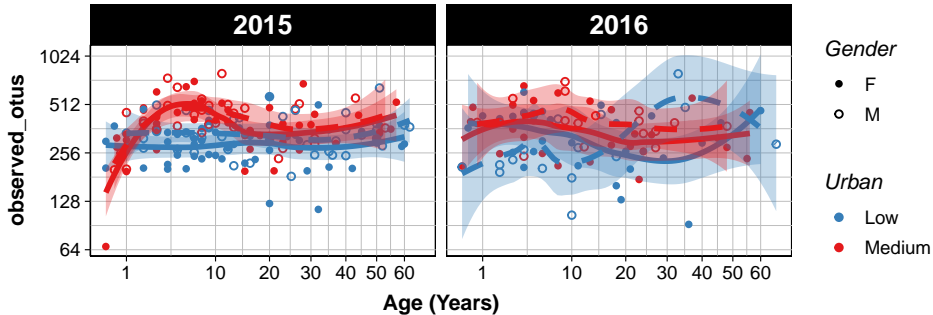 2015 2016
observed_otus
1024
512
256
128
64
1 10 20 30 40 50 60 1 10 20 30 40 50 60
Age (Years)
Gender
F
M
Urban
Low
Medium